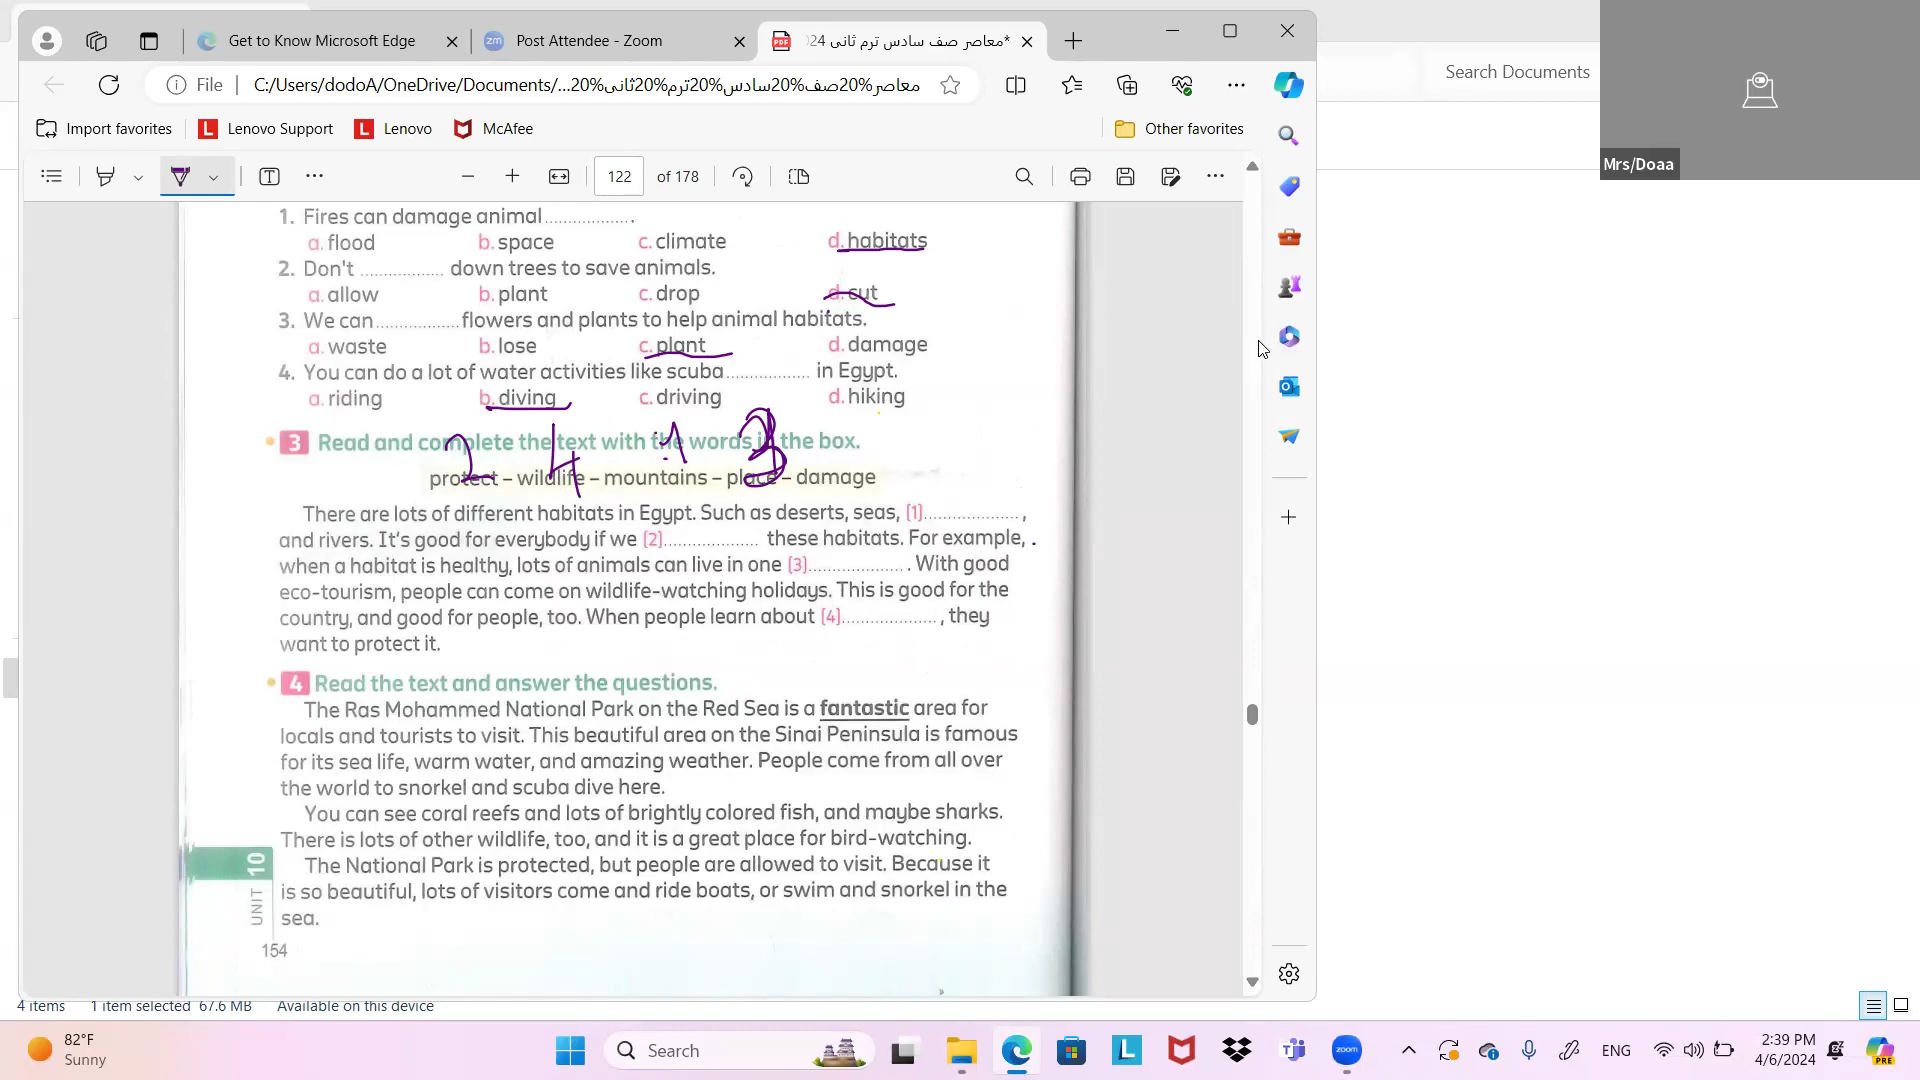 Get to Know Microsoft Edge
Post Attendee - Zoom
*معاصر صف سادس ترم ثانى 024
Search Documents
File
C:/Users/dodoA/OneDrive/Documents/...معاصر%20صف%20سادس%20ترم%20ثانى%20
Import favorites
Lenovo Support
Lenovo
McAfee
Other favorites
Mrs/Doaa
122 of 178
1. Fires can damage animal ................ .
a. flood b. space c. climate d. habitats
2. Don't ................ down trees to save animals.
a. allow b. plant c. drop d. cut
3. We can ................ flowers and plants to help animal habitats.
a. waste b. lose c. plant d. damage
4. You can do a lot of water activities like scuba ................ in Egypt.
a. riding b. diving c. driving d. hiking
2 4 1 3
3 Read and complete the text with the words in the box.
protect – wildlife – mountains – place – damage
There are lots of different habitats in Egypt. Such as deserts, seas, (1)................... ,
and rivers. It's good for everybody if we (2)................... these habitats. For example,
when a habitat is healthy, lots of animals can live in one (3)................... . With good
eco-tourism, people can come on wildlife-watching holidays. This is good for the
country, and good for people, too. When people learn about (4)................... , they
want to protect it.
4 Read the text and answer the questions.
The Ras Mohammed National Park on the Red Sea is a fantastic area for
locals and tourists to visit. This beautiful area on the Sinai Peninsula is famous
for its sea life, warm water, and amazing weather. People come from all over
the world to snorkel and scuba dive here.
You can see coral reefs and lots of brightly colored fish, and maybe sharks.
There is lots of other wildlife, too, and it is a great place for bird-watching.
The National Park is protected, but people are allowed to visit. Because it
is so beautiful, lots of visitors come and ride boats, or swim and snorkel in the
sea.
UNIT 10
154
4 items 1 item selected 67.6 MB Available on this device
82°F
Sunny
Search
ENG
2:39 PM
4/6/2024